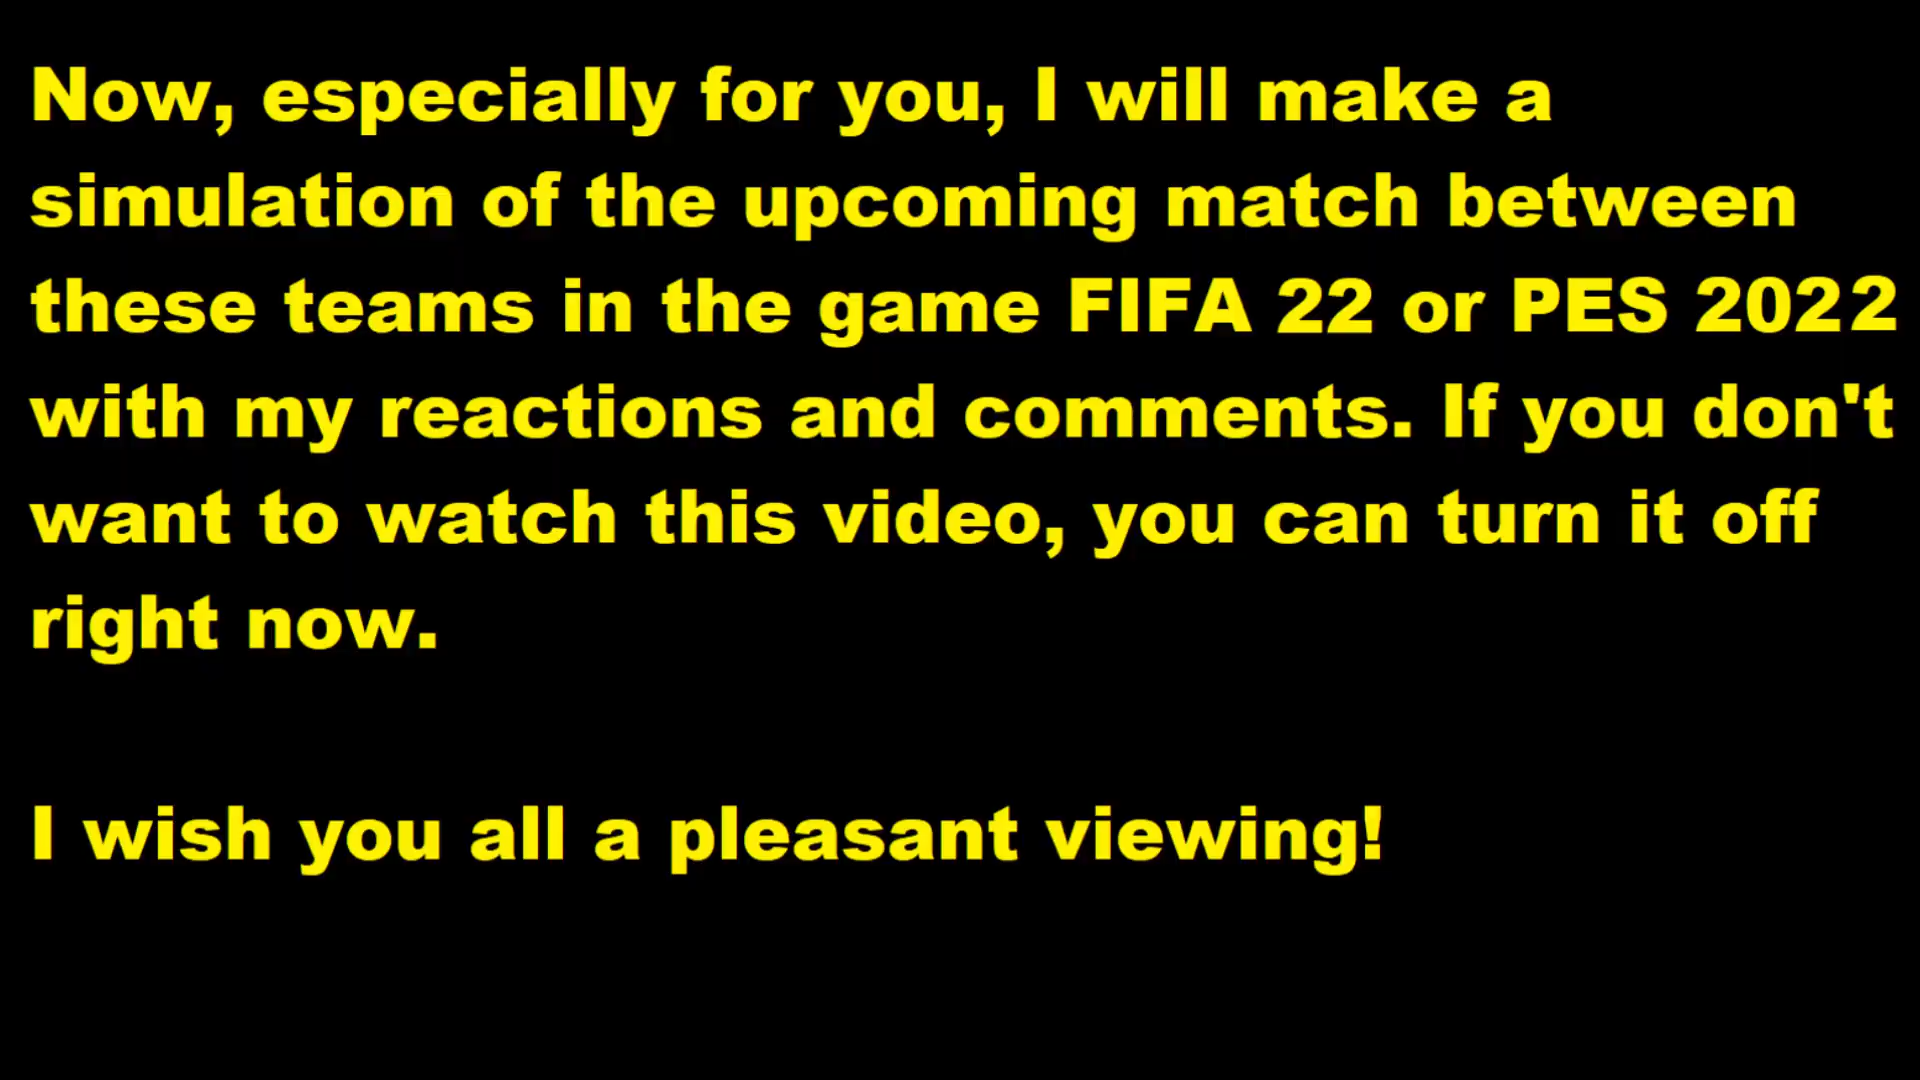 Now, especially for you, I will make a
simulation of the upcoming match between
these teams in the game FIFA 22 or PES 2022
with my reactions and comments. If you don't
want to watch this video, you can turn it off
right now.
I wish you all a pleasant viewing!